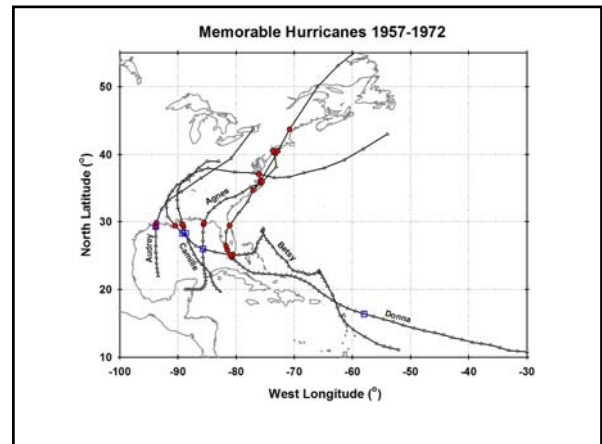 Memorable Hurricanes 1957-1972
50
40
30
20
10
North Latitude (°)
Agnes
Audrey
Camille
Betsy
Donna
-100 -90 -80 -70 -60 -50 -40 -30
West Longitude (°)